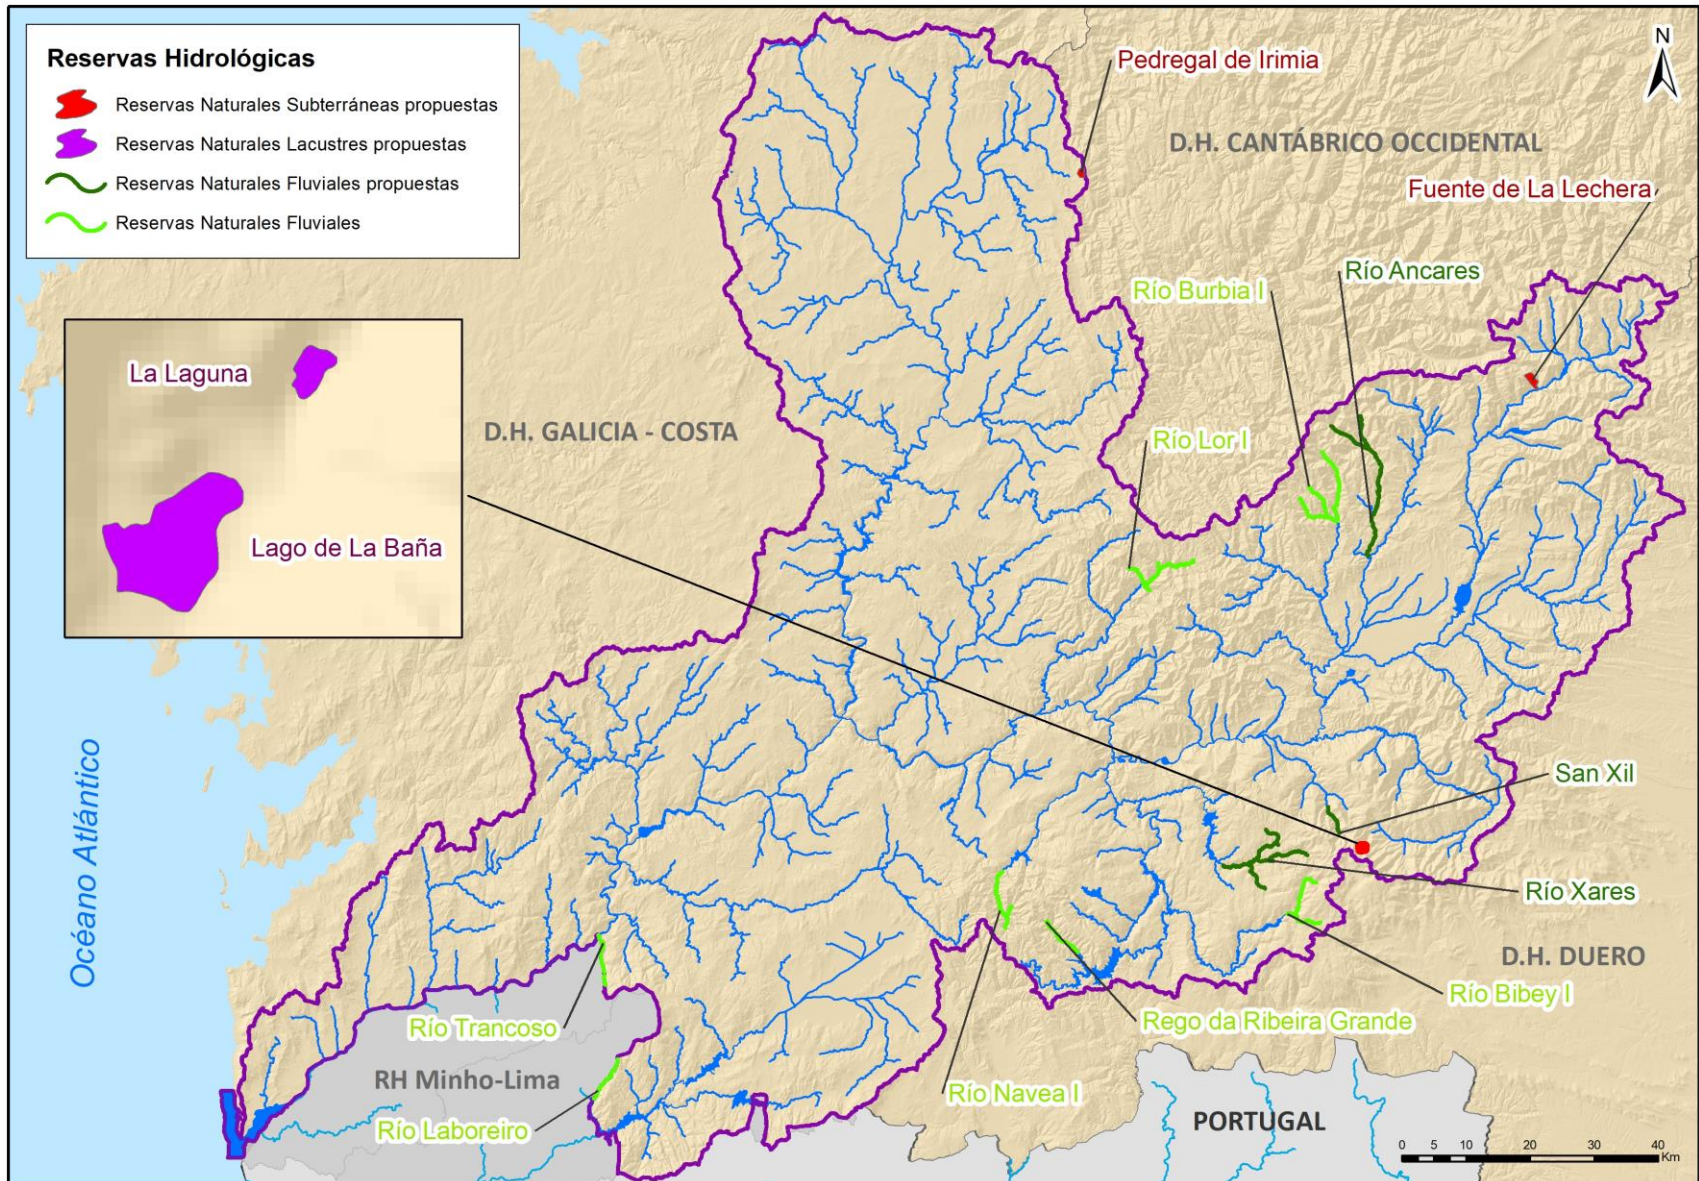 Reservas Hidrológicas
Reservas Naturales Subterráneas propuestas
Reservas Naturales Lacustres propuestas
Reservas Naturales Fluviales propuestas
Reservas Naturales Fluviales
N
Pedregal de Irimia
D.H. CANTÁBRICO OCCIDENTAL
Fuente de La Lechera
Río Ancares
Río Burbia I
La Laguna
D.H. GALICIA - COSTA
Río Lor I
Lago de La Baña
Océano Atlántico
San Xil
Río Xares
D.H. DUERO
Río Bibey I
Rego da Ribeira Grande
Río Trancoso
RH Minho-Lima
Río Navea I
Río Laboreiro
PORTUGAL
0 5 10 20 30 40
Km